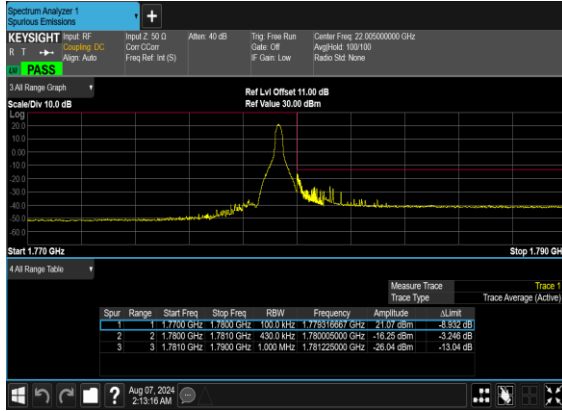 Spectrum Analyzer 1
Spurious Emissions
KEYSIGHT Input: RF Input Z: 50 Ω Atten: 40 dB Trig: Free Run Center Freq: 22.005000000 GHz
R T Coupling: DC Corr CCorr Gate: Off Avg|Hold: 100/100
Align: Auto Freq Ref: Int (S) IF Gain: Low Radio Std: None
PASS
3 All Range Graph
Ref Lvl Offset 11.00 dB
Scale/Div 10.0 dB Ref Value 30.00 dBm
Log
20.0
10.0
0.00
-10.0
-20.0
-30.0
-40.0
-50.0
-60.0
Start 1.770 GHz Stop 1.790 GH
4 All Range Table
Measure Trace Trace 1
Trace Type Trace Average (Active)
Spur Range Start Freq Stop Freq RBW Frequency Amplitude ΔLimit
1 1 1.7700 GHz 1.7800 GHz 100.0 kHz 1.779316667 GHz 21.07 dBm -8.932 dB
2 2 1.7800 GHz 1.7810 GHz 430.0 kHz 1.780005000 GHz -16.25 dBm -3.246 dB
3 3 1.7810 GHz 1.7900 GHz 1.000 MHz 1.781225000 GHz -26.04 dBm -13.04 dB
Aug 07, 2024
2:13:16 AM